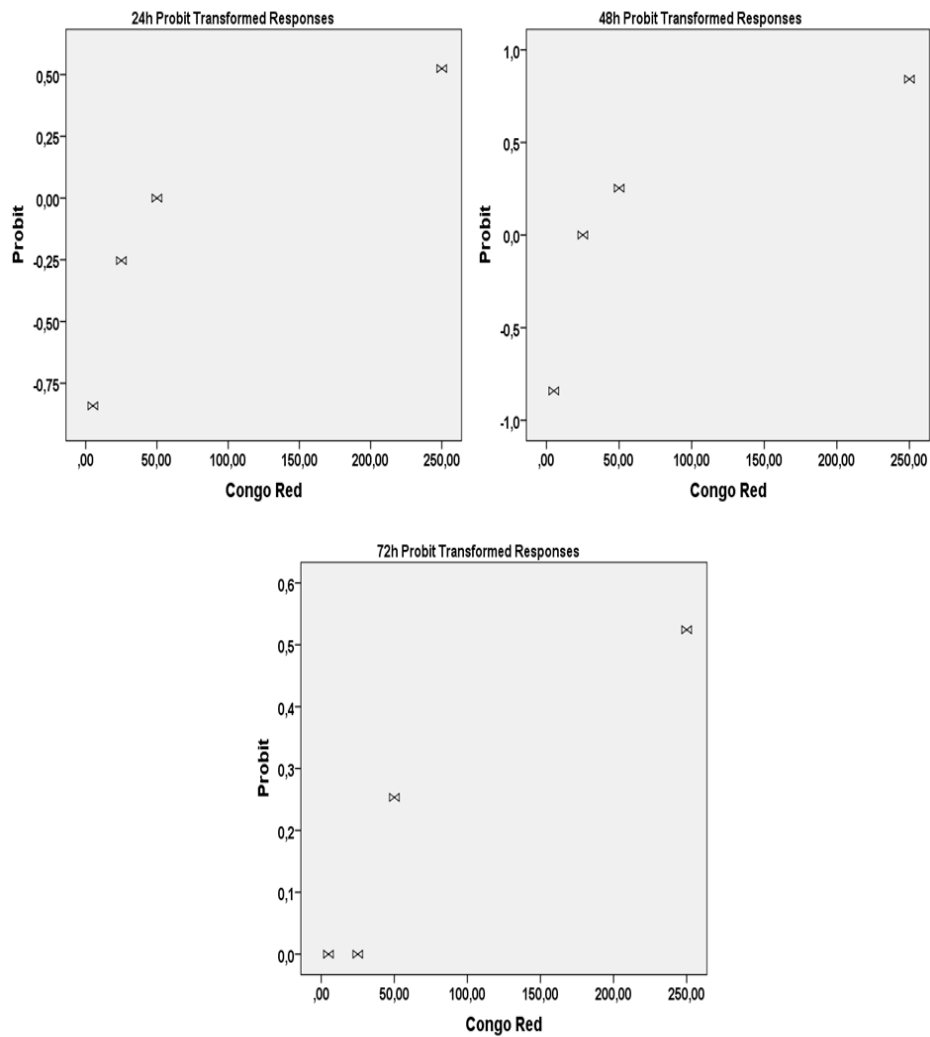 24h Probit Transformed Responses
Probit
0,50
0,25
0,00
-0,25
-0,50
-0,75
,00 50,00 100,00 150,00 200,00 250,00
Congo Red
48h Probit Transformed Responses
Probit
1,0
0,5
0,0
-0,5
-1,0
,00 50,00 100,00 150,00 200,00 250,00
Congo Red
72h Probit Transformed Responses
Probit
0,6
0,5
0,4
0,3
0,2
0,1
0,0
,00 50,00 100,00 150,00 200,00 250,00
Congo Red